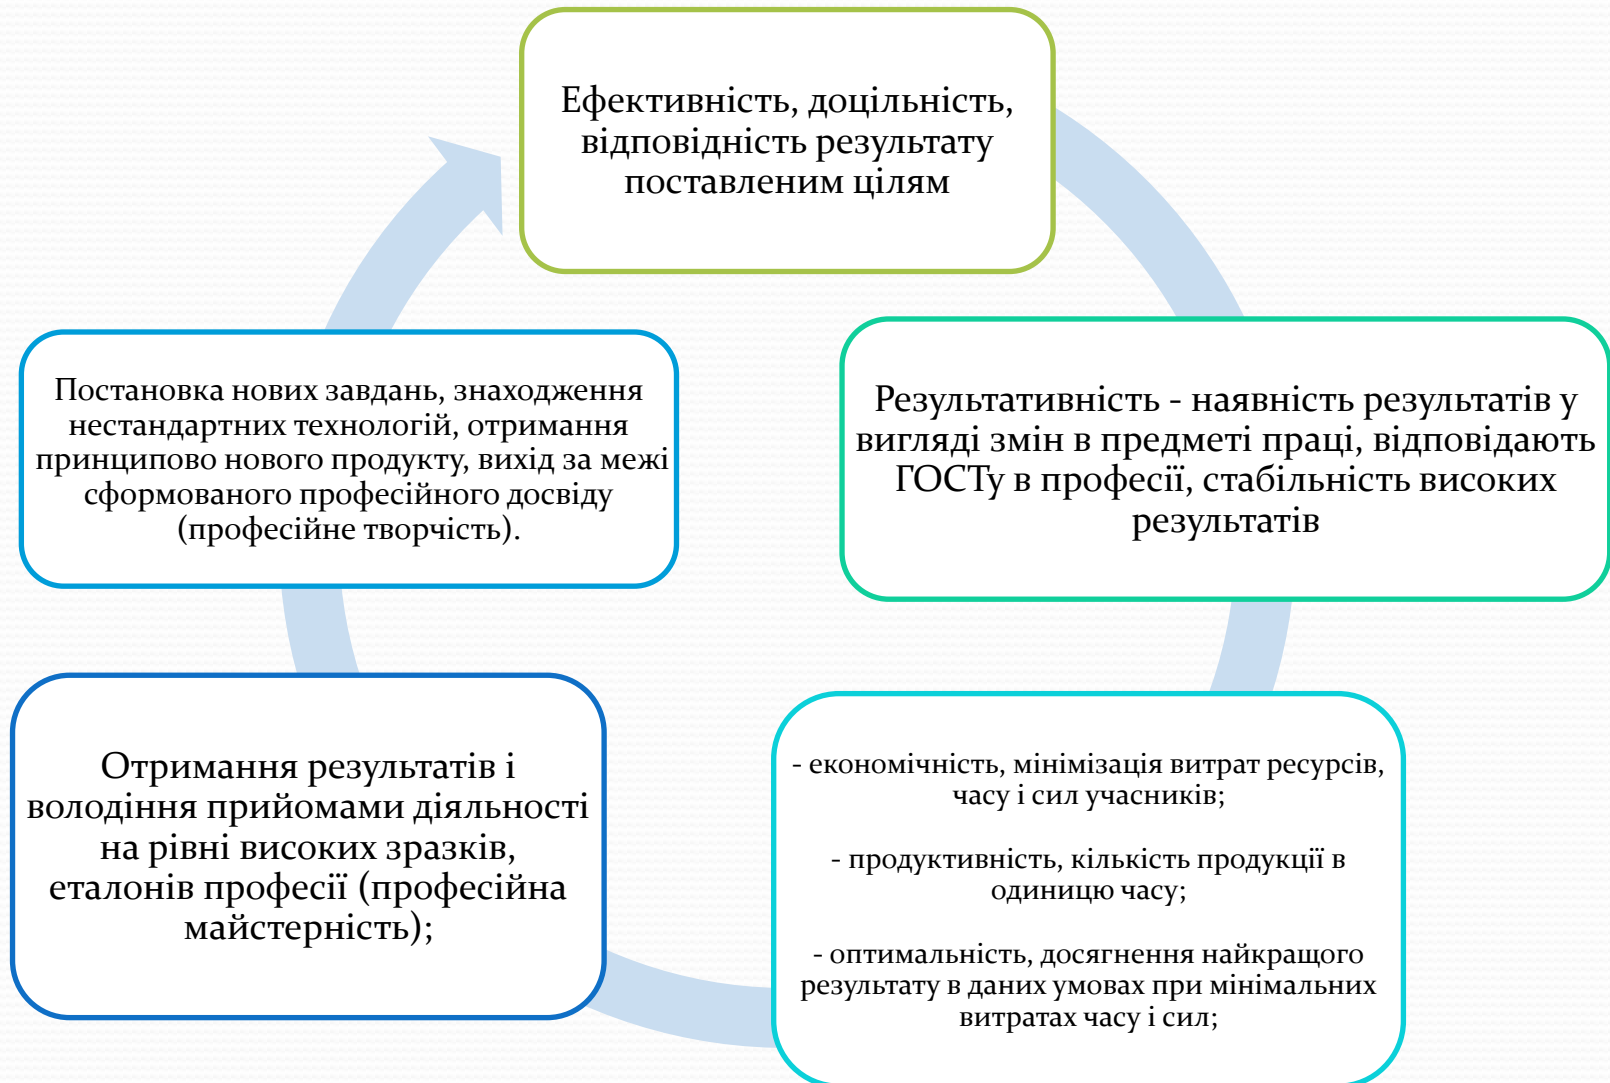 Ефективність, доцільність,
відповідність результату
поставленим цілям
Результативність - наявність результатів у
вигляді змін в предметі праці, відповідають
ГОСТу в професії, стабільність високих
результатів
- економічність, мінімізація витрат ресурсів,
часу і сил учасників;
- продуктивність, кількість продукції в
одиницю часу;
- оптимальність, досягнення найкращого
результату в даних умовах при мінімальних
витратах часу і сил;
Отримання результатів і
володіння прийомами діяльності
на рівні високих зразків,
еталонів професії (професійна
майстерність);
Постановка нових завдань, знаходження
нестандартних технологій, отримання
принципово нового продукту, вихід за межі
сформованого професійного досвіду
(професійне творчість).